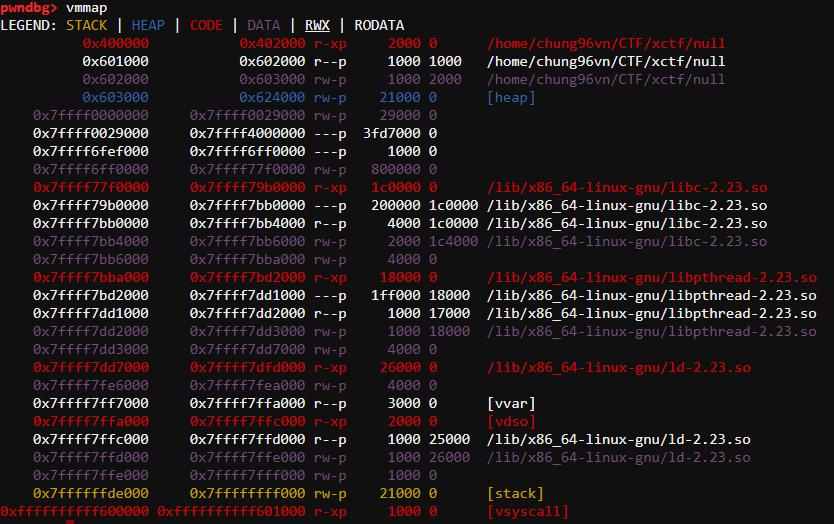 pwndbg> vmmap
LEGEND: STACK | HEAP | CODE | DATA | RWX | RODATA
0x400000 0x402000 r-xp 2000 0 /home/chung96vn/CTF/xctf/null
0x601000 0x602000 r--p 1000 1000 /home/chung96vn/CTF/xctf/null
0x602000 0x603000 rw-p 1000 2000 /home/chung96vn/CTF/xctf/null
0x603000 0x624000 rw-p 21000 0 [heap]
0x7ffff0000000 0x7ffff0029000 rw-p 29000 0
0x7ffff0029000 0x7ffff4000000 ---p 3fd7000 0
0x7ffff6fef000 0x7ffff6ff0000 ---p 1000 0
0x7ffff6ff0000 0x7ffff77f0000 rw-p 800000 0
0x7ffff77f0000 0x7ffff79b0000 r-xp 1c0000 0 /lib/x86_64-linux-gnu/libc-2.23.so
0x7ffff79b0000 0x7ffff7bb0000 ---p 200000 1c0000 /lib/x86_64-linux-gnu/libc-2.23.so
0x7ffff7bb0000 0x7ffff7bb4000 r--p 4000 1c0000 /lib/x86_64-linux-gnu/libc-2.23.so
0x7ffff7bb4000 0x7ffff7bb6000 rw-p 2000 1c4000 /lib/x86_64-linux-gnu/libc-2.23.so
0x7ffff7bb6000 0x7ffff7bba000 rw-p 4000 0
0x7ffff7bba000 0x7ffff7bd2000 r-xp 18000 0 /lib/x86_64-linux-gnu/libpthread-2.23.so
0x7ffff7bd2000 0x7ffff7dd1000 ---p 1ff000 18000 /lib/x86_64-linux-gnu/libpthread-2.23.so
0x7ffff7dd1000 0x7ffff7dd2000 r--p 1000 17000 /lib/x86_64-linux-gnu/libpthread-2.23.so
0x7ffff7dd2000 0x7ffff7dd3000 rw-p 1000 18000 /lib/x86_64-linux-gnu/libpthread-2.23.so
0x7ffff7dd3000 0x7ffff7dd7000 rw-p 4000 0
0x7ffff7dd7000 0x7ffff7dfd000 r-xp 26000 0 /lib/x86_64-linux-gnu/ld-2.23.so
0x7ffff7fe6000 0x7ffff7fea000 rw-p 4000 0
0x7ffff7ff7000 0x7ffff7ffa000 r--p 3000 0 [vvar]
0x7ffff7ffa000 0x7ffff7ffc000 r-xp 2000 0 [vdso]
0x7ffff7ffc000 0x7ffff7ffd000 r--p 1000 25000 /lib/x86_64-linux-gnu/ld-2.23.so
0x7ffff7ffd000 0x7ffff7ffe000 rw-p 1000 26000 /lib/x86_64-linux-gnu/ld-2.23.so
0x7ffff7ffe000 0x7ffff7fff000 rw-p 1000 0
0x7ffffffde000 0x7ffffffff000 rw-p 21000 0 [stack]
0xffffffffff600000 0xffffffffff601000 r-xp 1000 0 [vsyscall]